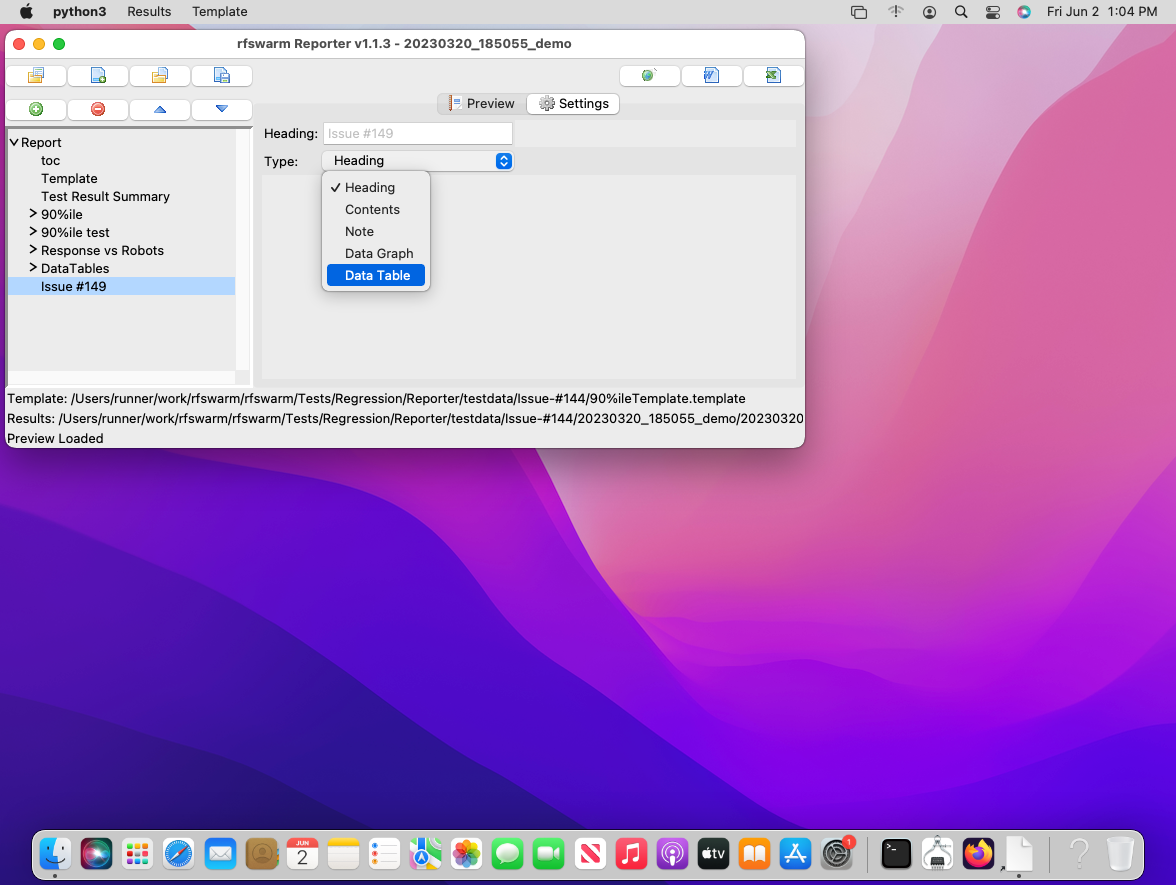 python3 Results Template Fri Jun 2 1:04 PM
rfswarm Reporter v1.1.3 - 20230320_185055_demo
Preview Settings
Heading: Issue #149
Type: Heading
Report
toc
Template
Test Result Summary
90%ile
90%ile test
Response vs Robots
DataTables
Issue #149
Heading
Contents
Note
Data Graph
Data Table
Template: /Users/runner/work/rfswarm/rfswarm/Tests/Regression/Reporter/testdata/Issue-#144/90%ileTemplate.template
Results: /Users/runner/work/rfswarm/rfswarm/Tests/Regression/Reporter/testdata/Issue-#144/20230320_185055_demo/20230320
Preview Loaded
JUN
2
tv
1